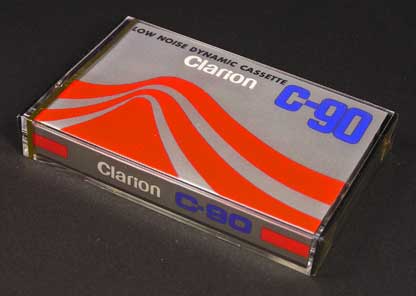 LOW NOISE DYNAMIC CASSETTE
Clarion
C-90
Clarion C-90